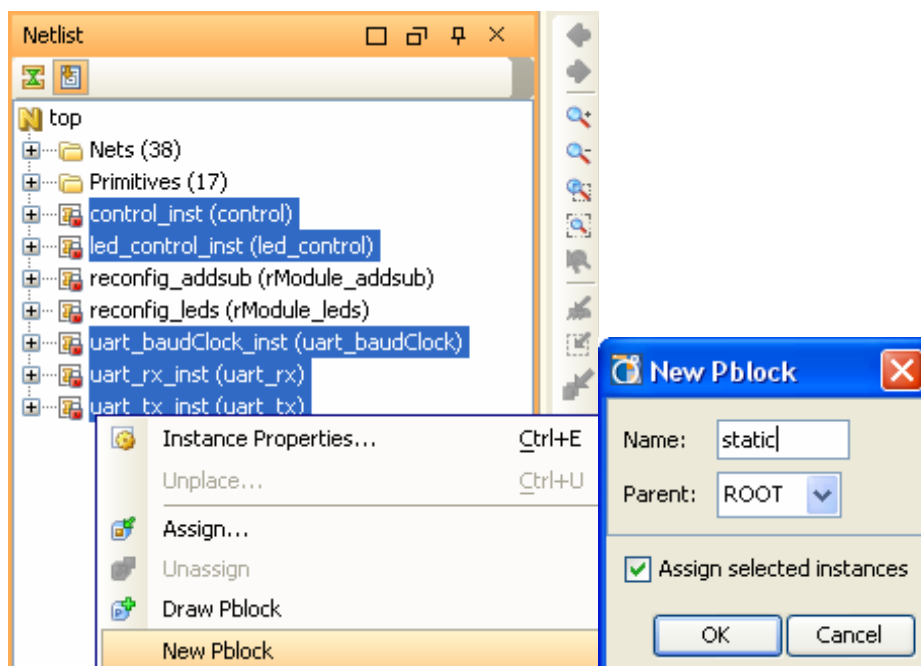 Netlist
top
Nets (38)
Primitives (17)
control_inst (control)
led_control_inst (led_control)
reconfig_addsub (rModule_addsub)
reconfig_leds (rModule_leds)
uart_baudClock_inst (uart_baudClock)
uart_rx_inst (uart_rx)
uart_tx_inst (uart_tx)
Instance Properties... Ctrl+E
Unplace... Ctrl+U
Assign...
Unassign
Draw Pblock
New Pblock
New Pblock
Name: static
Parent: ROOT
Assign selected instances
OK Cancel